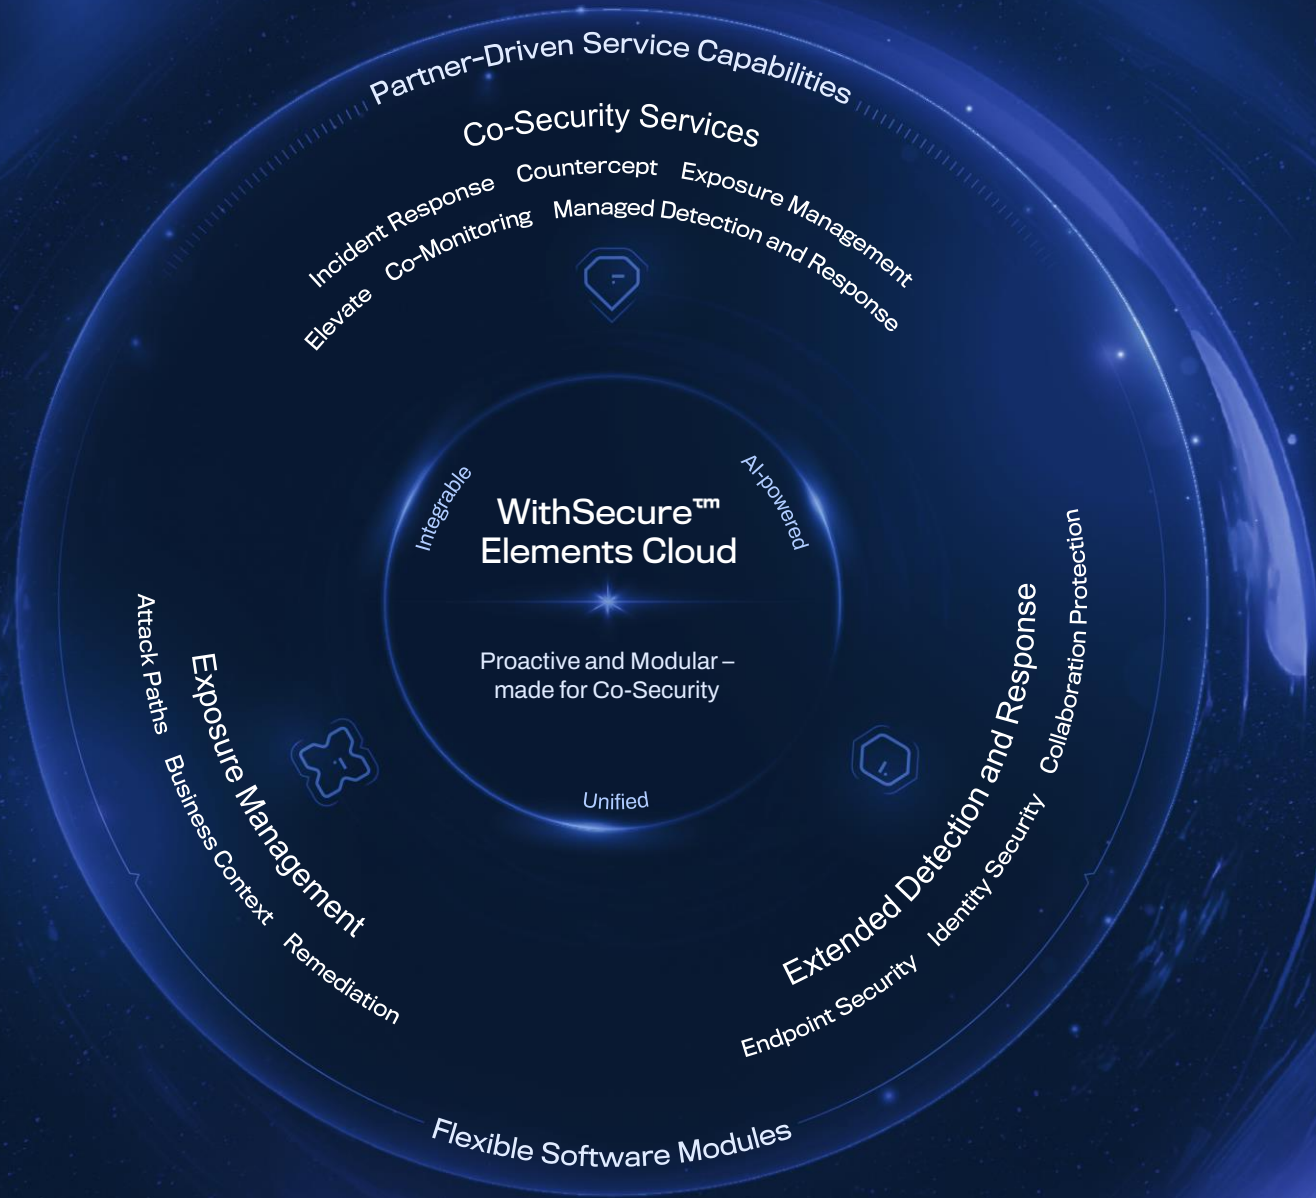 Partner-Driven Service Capabilities
Co-Security Services
Incident Response Countercept Exposure Management
Elevate Co-Monitoring Managed Detection and Response
Integrable
AI-powered
WithSecure™
Elements Cloud
Proactive and Modular –
made for Co-Security
Unified
Exposure Management
Attack Paths Business Context Remediation
Extended Detection and Response
Endpoint Security Identity Security Collaboration Protection
Flexible Software Modules